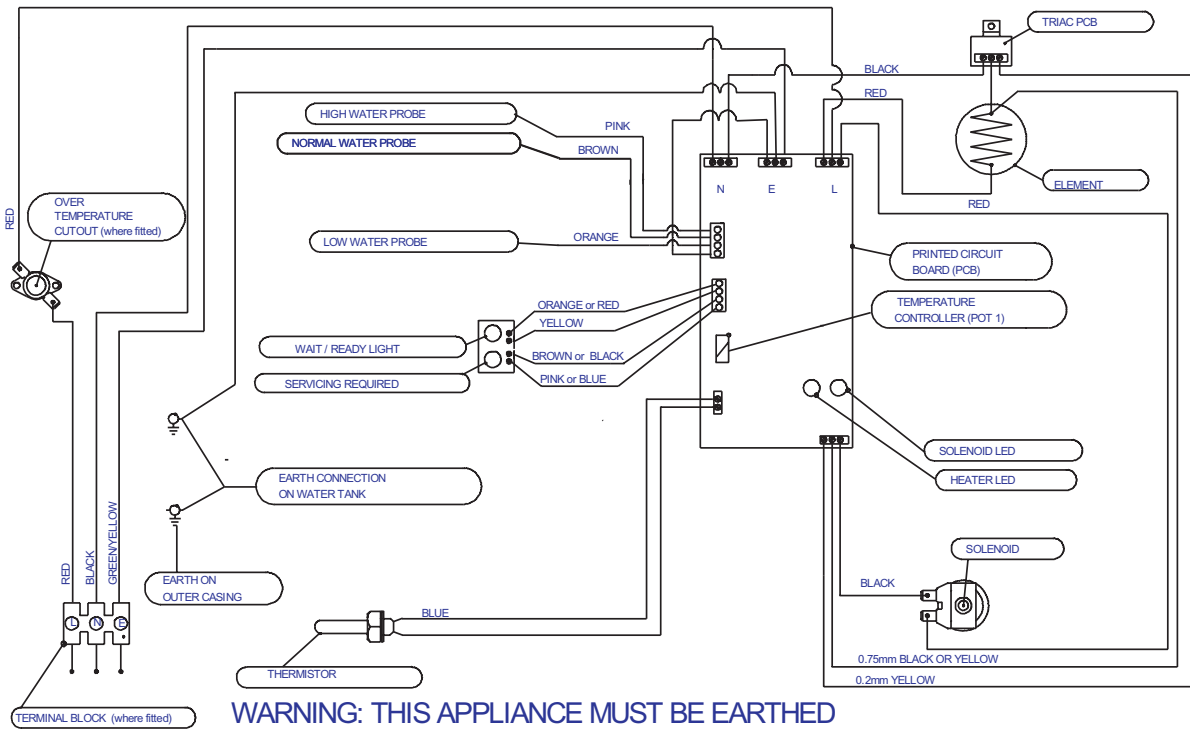 TRIAC PCB
BLACK
RED
HIGH WATER PROBE
PINK
NORMAL WATER PROBE
BROWN
N E L
ELEMENT
RED
RED
OVER
TEMPERATURE
CUTOUT (where fitted)
LOW WATER PROBE
ORANGE
PRINTED CIRCUIT
BOARD (PCB)
ORANGE or RED
YELLOW
TEMPERATURE
CONTROLLER (POT 1)
WAIT / READY LIGHT
BROWN or BLACK
SERVICING REQUIRED
PINK or BLUE
SOLENOID LED
HEATER LED
EARTH CONNECTION
ON WATER TANK
RED
BLACK
GREEN/YELLOW
SOLENOID
EARTH ON
OUTER CASING
BLACK
BLUE
L N E
0.75mm BLACK OR YELLOW
THERMISTOR
0.2mm YELLOW
TERMINAL BLOCK (where fitted)
WARNING: THIS APPLIANCE MUST BE EARTHED